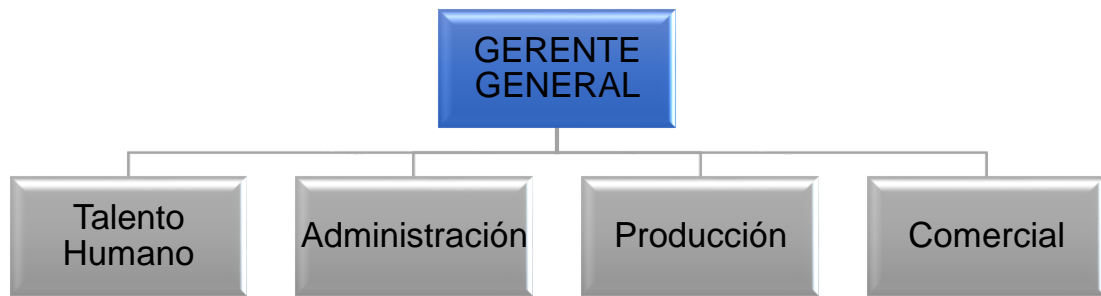 GERENTE
GENERAL
Talento
Humano
Administración
Producción
Comercial